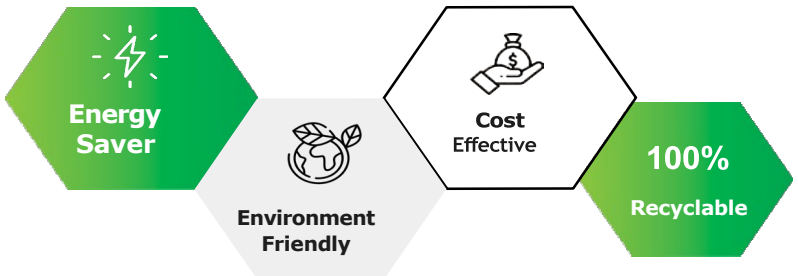 Energy
Saver
Environment
Friendly
$
Cost
Effective
100%
Recyclable